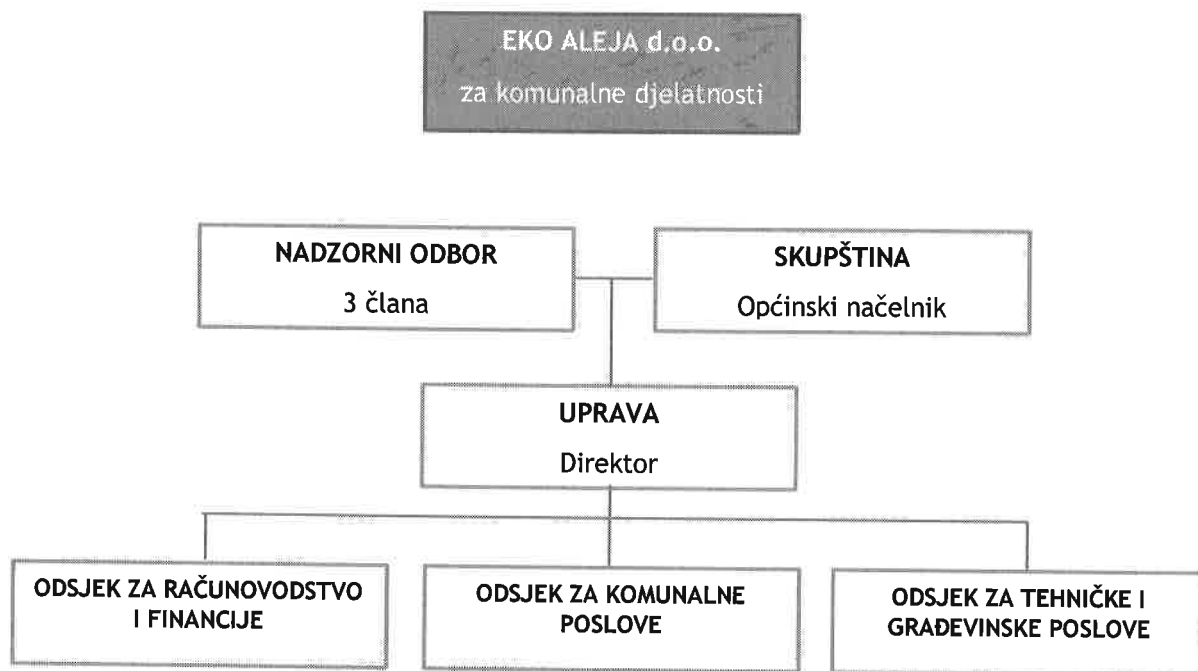 EKO ALEJA d.o.o.
za komunalne djelatnosti
NADZORNI ODBOR
3 člana
SKUPŠTINA
Općinski načelnik
UPRAVA
Direktor
ODSJEK ZA RAČUNOVODSTVO
I FINANCIJE
ODSJEK ZA KOMUNALNE
POSLOVE
ODSJEK ZA TEHNIČKE I
GRAĐEVINSKE POSLOVE